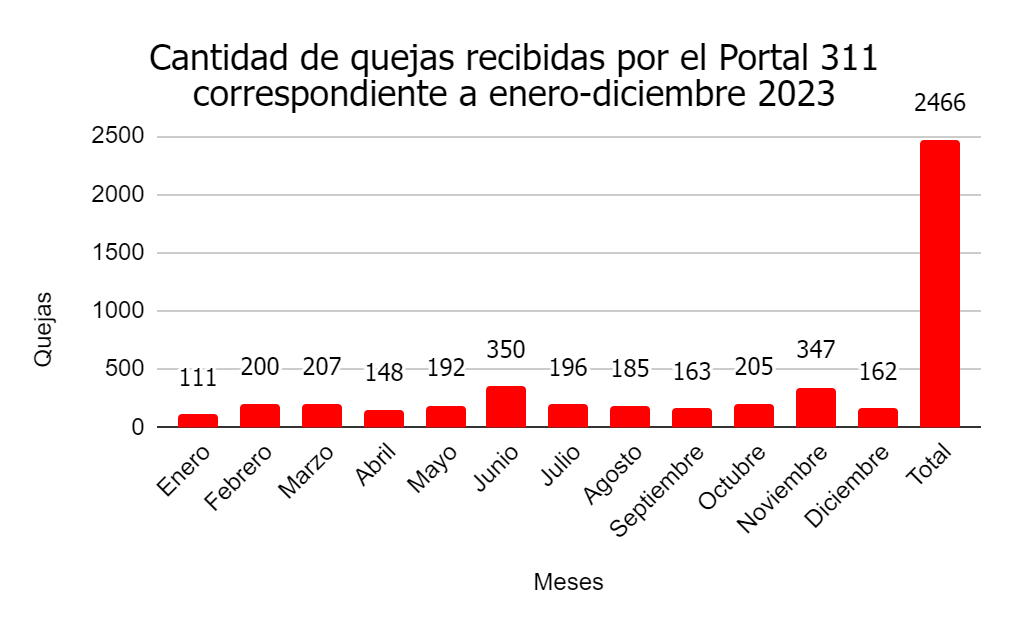 Cantidad de quejas recibidas por el Portal 311
correspondiente a enero-diciembre 2023
2466
2500
2000
1500
1000
500
0
111
200
207
148
192
350
196
185
163
205
347
162
Quejas
Enero
Febrero
Marzo
Abril
Mayo
Junio
Julio
Agosto
Septiembre
Octubre
Noviembre
Diciembre
Total
Meses